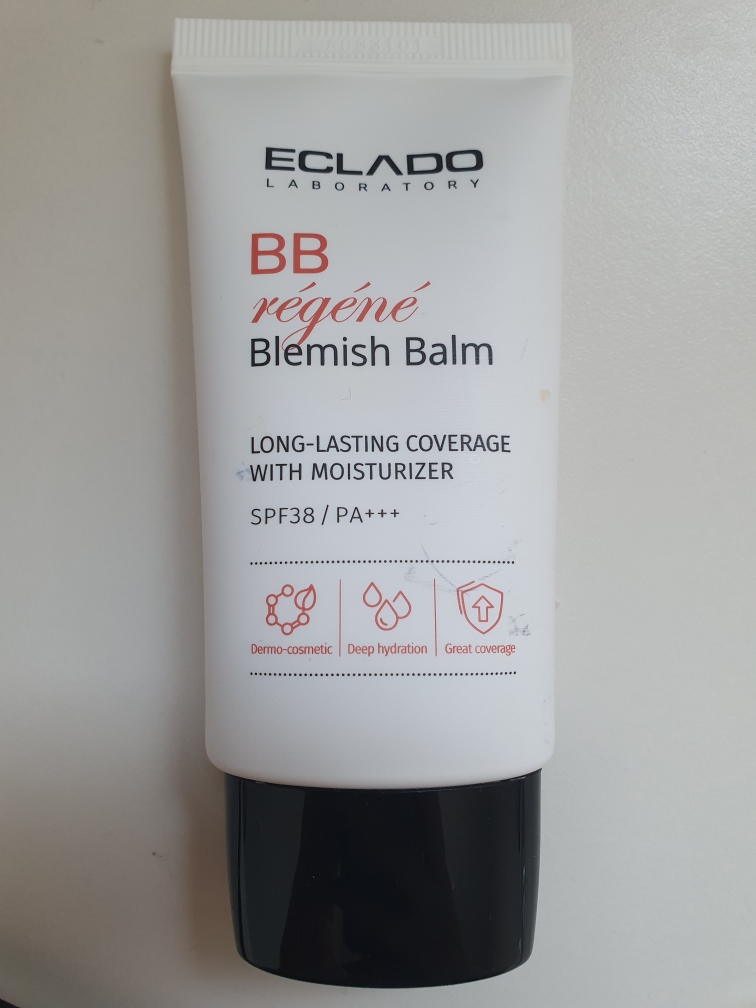 ECLADO
LABORATORY
BB
régéné
Blemish Balm
LONG-LASTING COVERAGE
WITH MOISTURIZER
SPF38 / PA+++
Dermo-cosmetic Deep hydration Great coverage